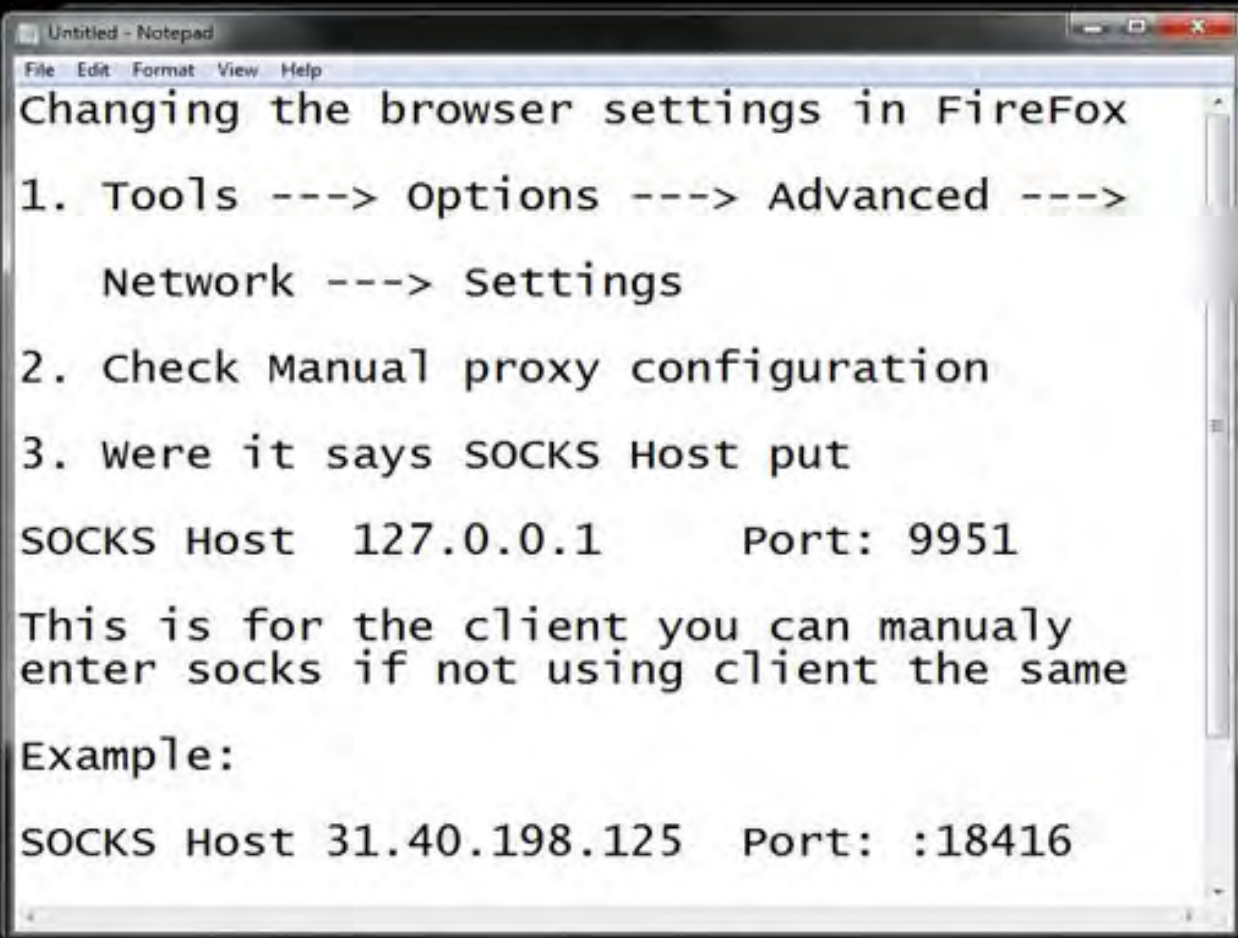 Untitled - Notepad
File Edit Format View Help
Changing the browser settings in FireFox
1. Tools ---> Options ---> Advanced --->
Network ---> Settings
2. Check Manual proxy configuration
3. Were it says SOCKS Host put
SOCKS Host 127.0.0.1 Port: 9951
This is for the client you can manualy
enter socks if not using client the same
Example:
SOCKS Host 31.40.198.125 Port: :18416